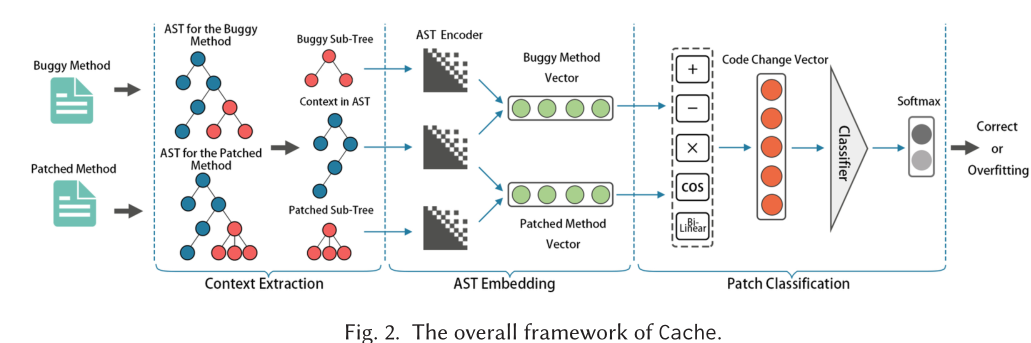 AST for the Buggy
Method
Buggy Sub-Tree
AST Encoder
Buggy Method
Buggy Method
Vector
Code Change Vector
Context in AST
AST for the Patched
Method
Patched Method
Patched Sub-Tree
Patched Method
Vector
+
−
×
COS
Bi-
Linear
Classifier
Softmax
Correct
or
Overfitting
Context Extraction
AST Embedding
Patch Classification
Fig. 2. The overall framework of Cache.